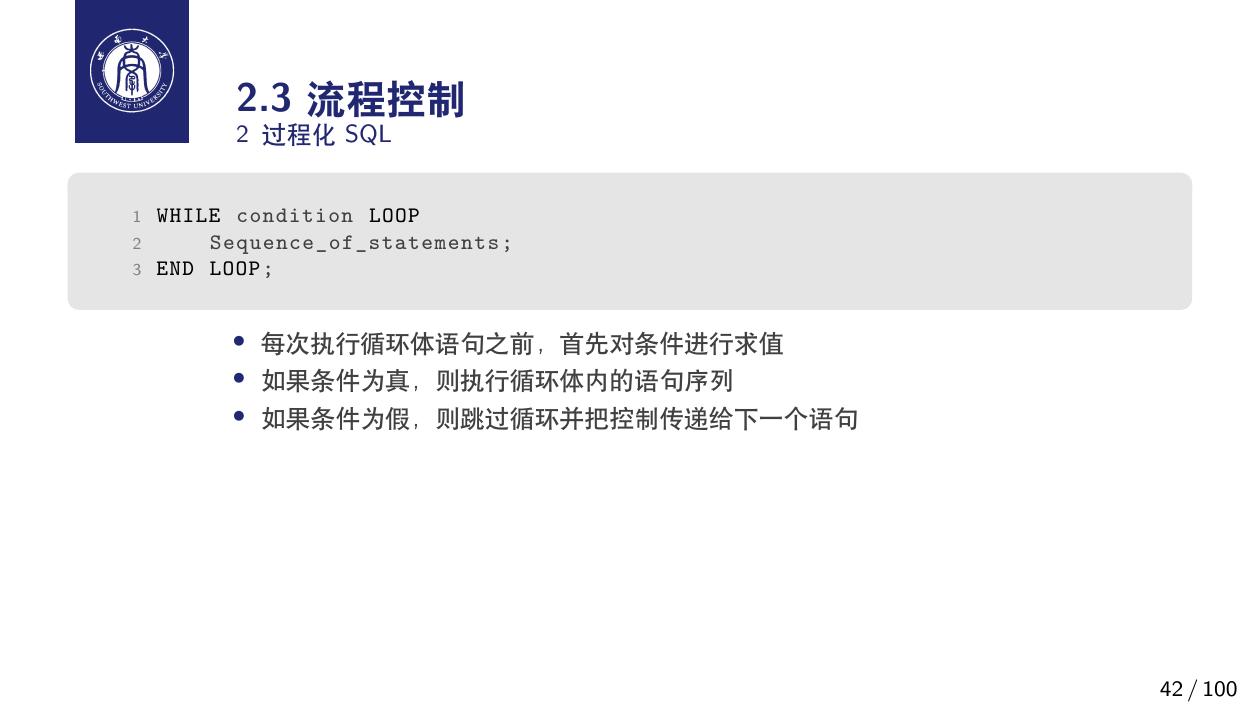 西南大学
SOUTHWEST UNIVERSITY
2.3 流程控制
2 过程化 SQL
1 WHILE condition LOOP
2     Sequence_of_statements;
3 END LOOP;
• 每次执行循环体语句之前，首先对条件进行求值
• 如果条件为真，则执行循环体内的语句序列
• 如果条件为假，则跳过循环并把控制传递给下一个语句
42 / 100